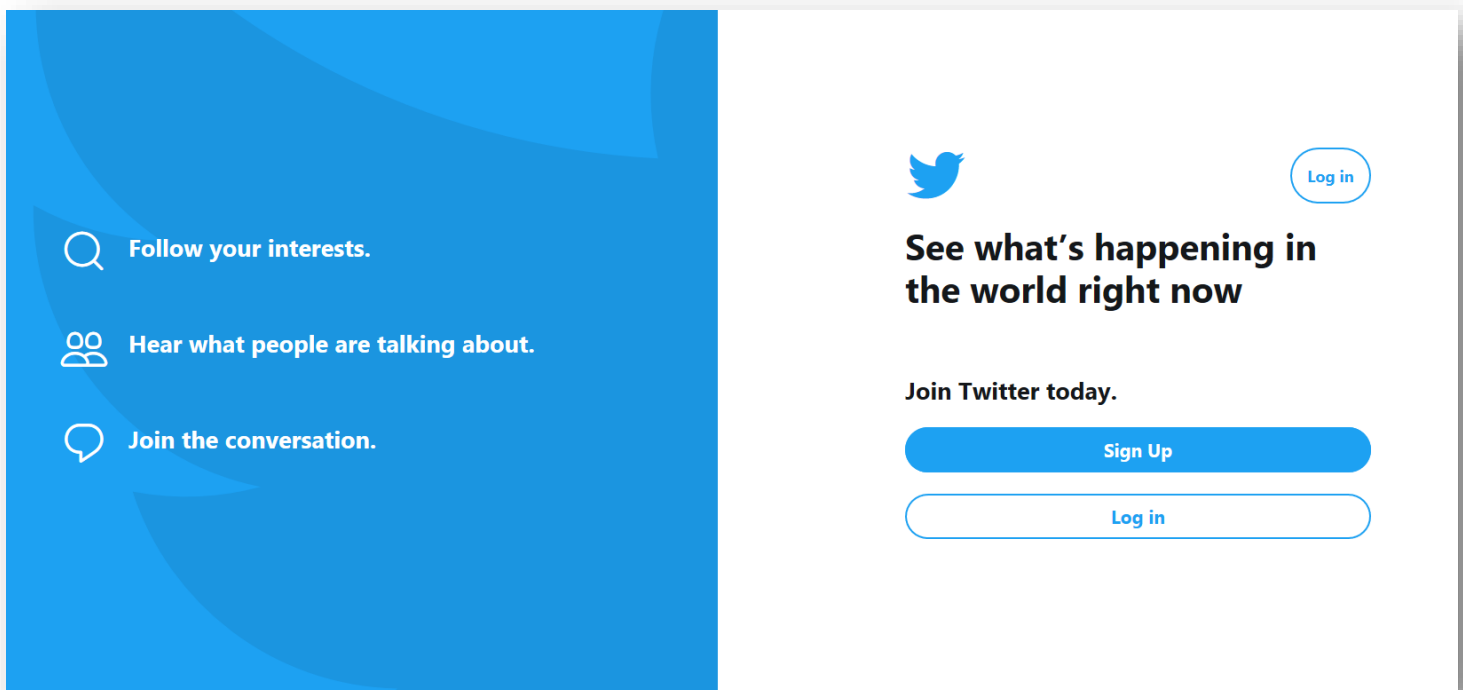 Follow your interests.
Hear what people are talking about.
Join the conversation.
Log in
See what’s happening in
the world right now
Join Twitter today.
Sign Up
Log in